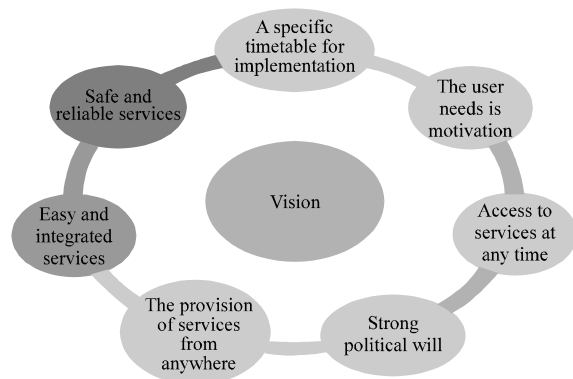 A specific
timetable for
implementation
The user
needs is
motivation
Access to
services at
any time
Strong
political will
The provision
of services
from
anywhere
Easy and
integrated
services
Safe and
reliable services
Vision